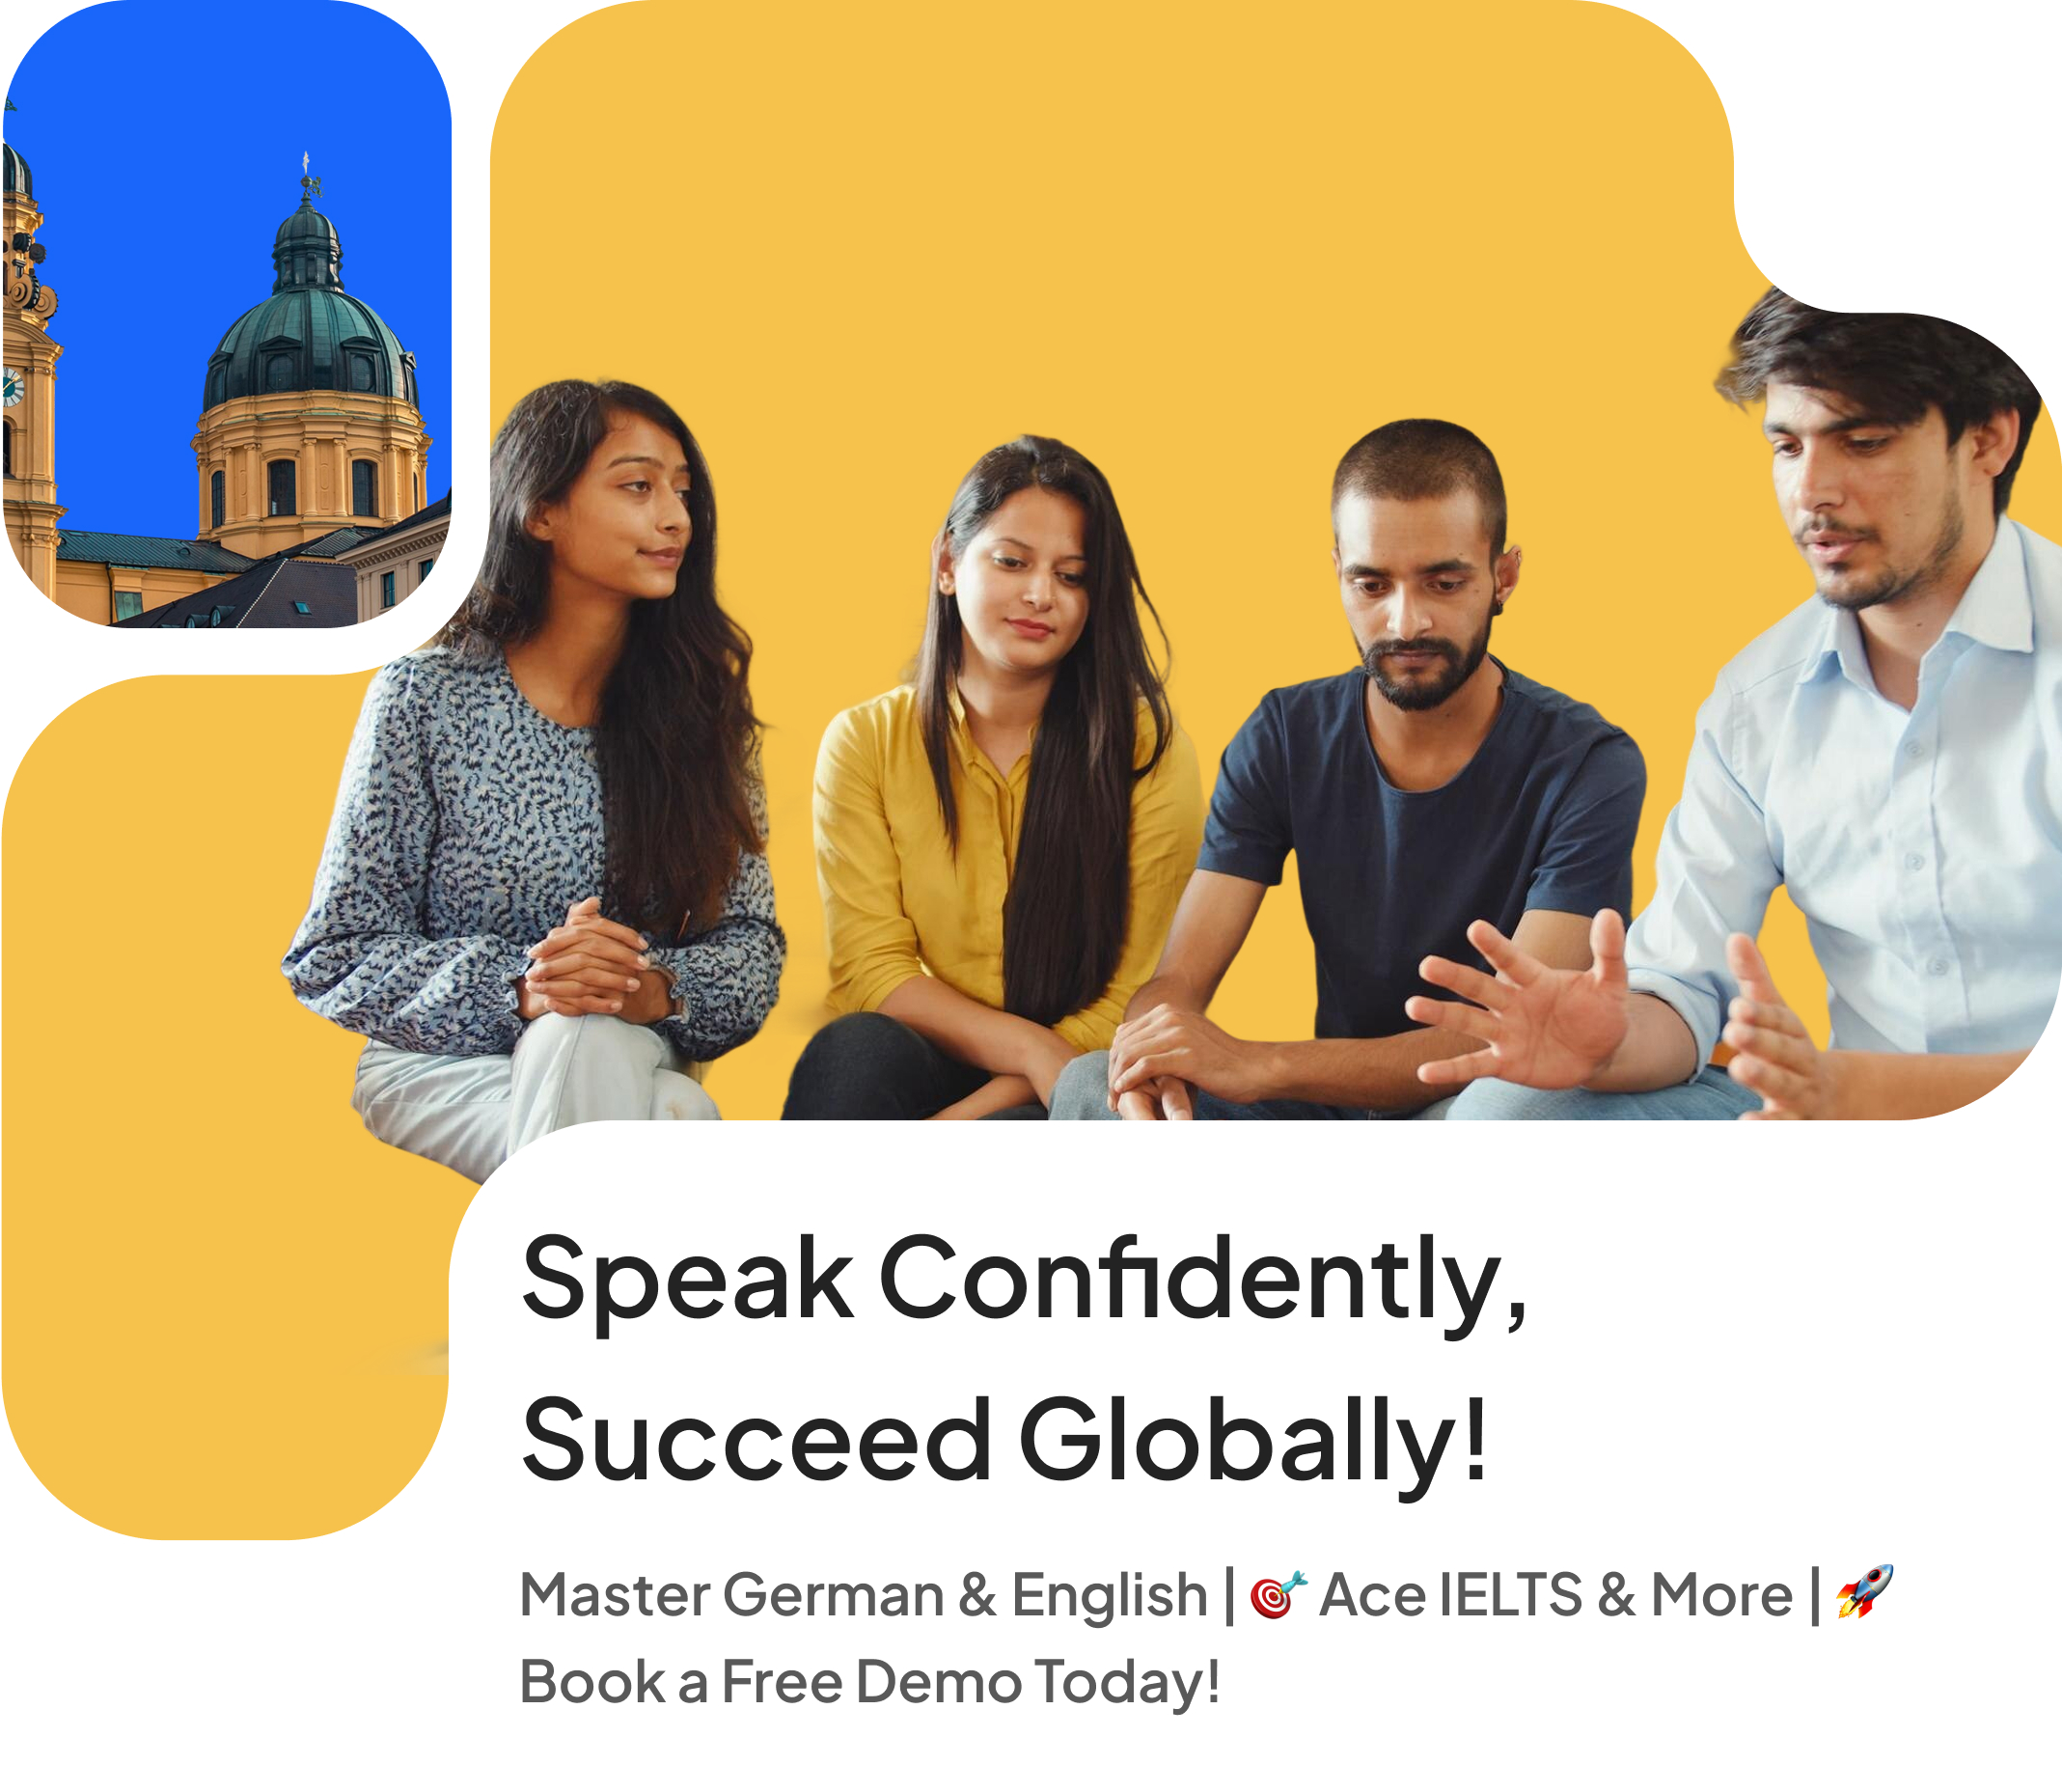 Speak Confidently,
Succeed Globally!
Master German & English | 🎯 Ace IELTS & More | 🚀
Book a Free Demo Today!